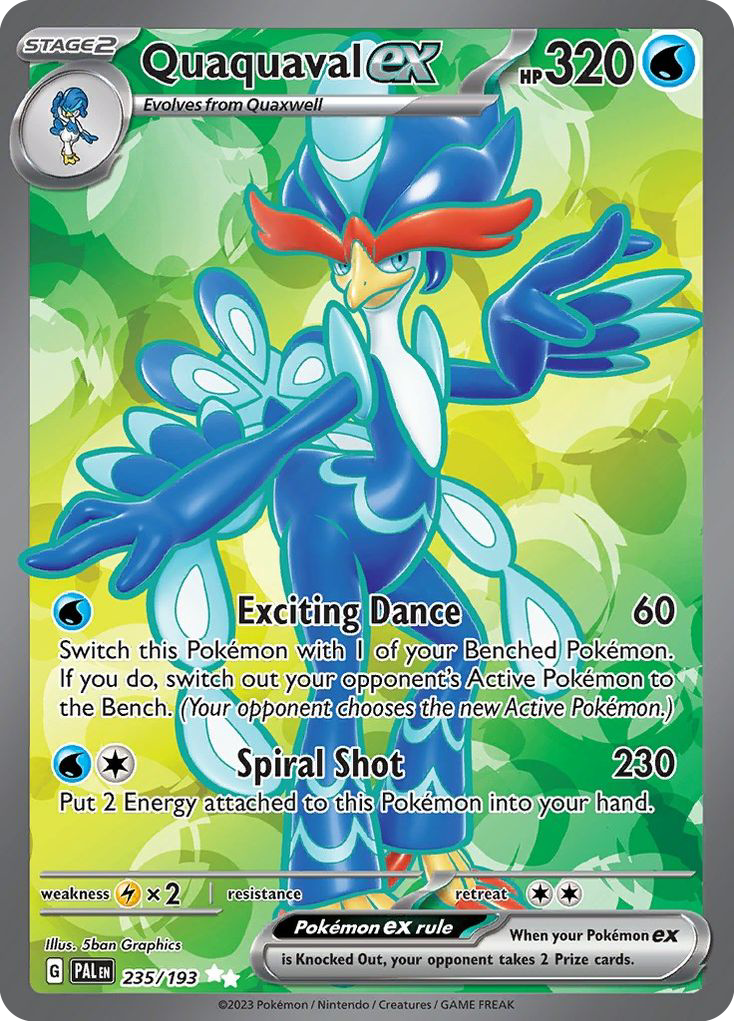 STAGE2
Quaquaval ex
HP320
Evolves from Quaxwell
Exciting Dance 60
Switch this Pokémon with 1 of your Benched Pokémon.
If you do, switch out your opponent's Active Pokémon to
the Bench. (Your opponent chooses the new Active Pokémon.)
Spiral Shot 230
Put 2 Energy attached to this Pokémon into your hand.
weakness ×2 resistance retreat
Pokémon ex rule
When your Pokémon ex
is Knocked Out, your opponent takes 2 Prize cards.
Illus. 5ban Graphics
G PAL EN 235/193
©2023 Pokémon / Nintendo / Creatures / GAME FREAK